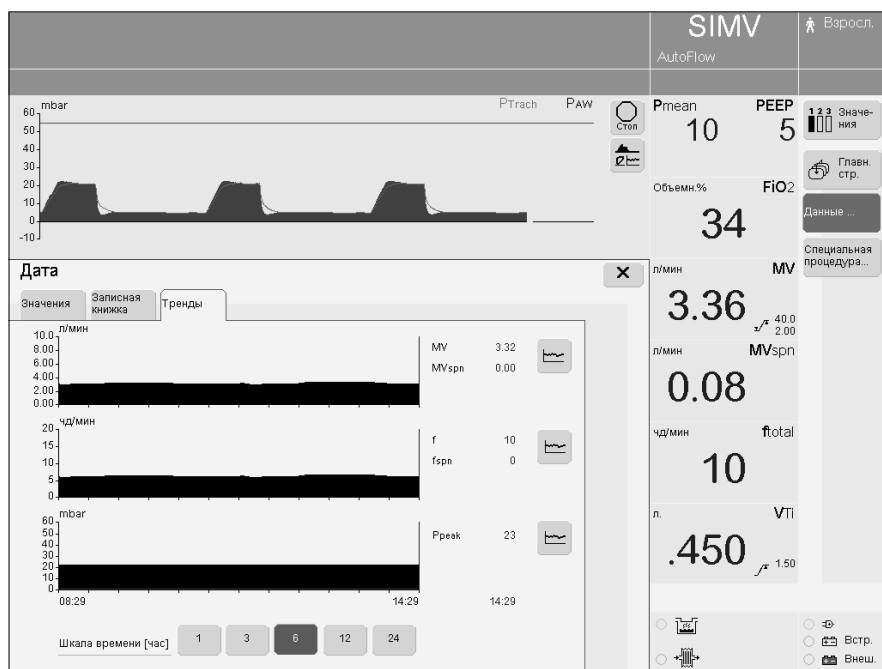 SIMV
AutoFlow
Взросл.
mbar
PTrach
PAW
60
50
40
30
20
10
0
-10
Стоп
Pmean
PEEP
10
5
Объемн.%
FiO2
34
л/мин
MV
3.36
40.0
2.00
л/мин
MVspn
0.08
чд/мин
ftotal
10
л.
VTi
.450
1.50
1 2 3
Значе-
ния
Главн.
стр.
Данные ...
Специальная
процедура...
Дата
X
Значения
Записная
книжка
Тренды
л/мин
10.0
8.00
6.00
4.00
2.00
0.00
MV 3.32
MVspn 0.00
чд/мин
20
15
10
5
0
f 10
fspn 0
mbar
60
50
40
30
20
10
0
Ppeak 23
08:29 14:29 14:29
Шкала времени [час] 1 3 6 12 24
Встр.
Внеш.